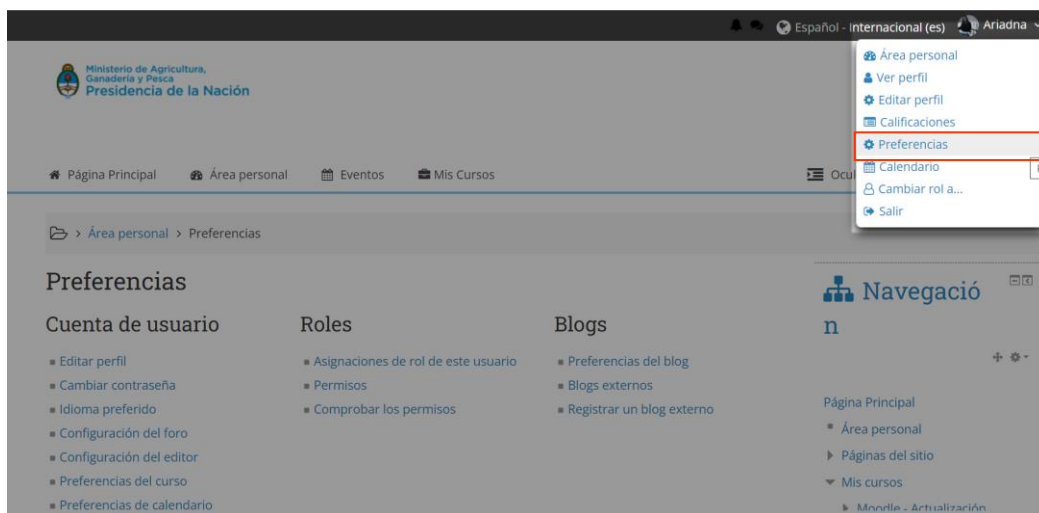 Español - Internacional (es) Ariadna
Ministerio de Agricultura,
Ganadería y Pesca
Presidencia de la Nación
Área personal
Ver perfil
Editar perfil
Calificaciones
Preferencias
Calendario
Cambiar rol a...
Salir
Página Principal Área personal Eventos Mis Cursos
> Área personal > Preferencias
Preferencias
Cuenta de usuario
Editar perfil
Cambiar contraseña
Idioma preferido
Configuración del foro
Configuración del editor
Preferencias del curso
Preferencias de calendario
Roles
Asignaciones de rol de este usuario
Permisos
Comprobar los permisos
Blogs
Preferencias del blog
Blogs externos
Registrar un blog externo
Navegació
n
Página Principal
Área personal
Páginas del sitio
Mis cursos
Moodle - Actualización